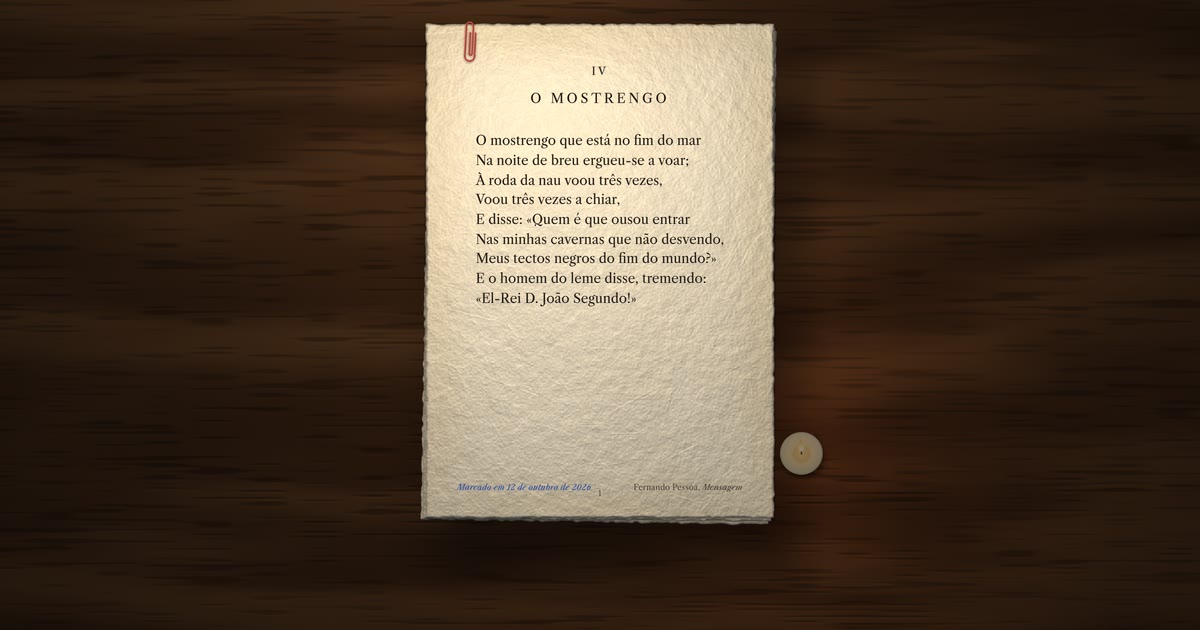 IV
O MOSTRENGO
O mostrengo que está no fim do mar
Na noite de breu ergueu-se a voar;
À roda da nau voou três vezes,
Voou três vezes a chiar,
E disse: «Quem é que ousou entrar
Nas minhas cavernas que não desvendo,
Meus tectos negros do fim do mundo?»
E o homem do leme disse, tremendo:
«El-Rei D. João Segundo!»
Marcado em 12 de outubro de 2026
1
Fernando Pessoa, Mensagem